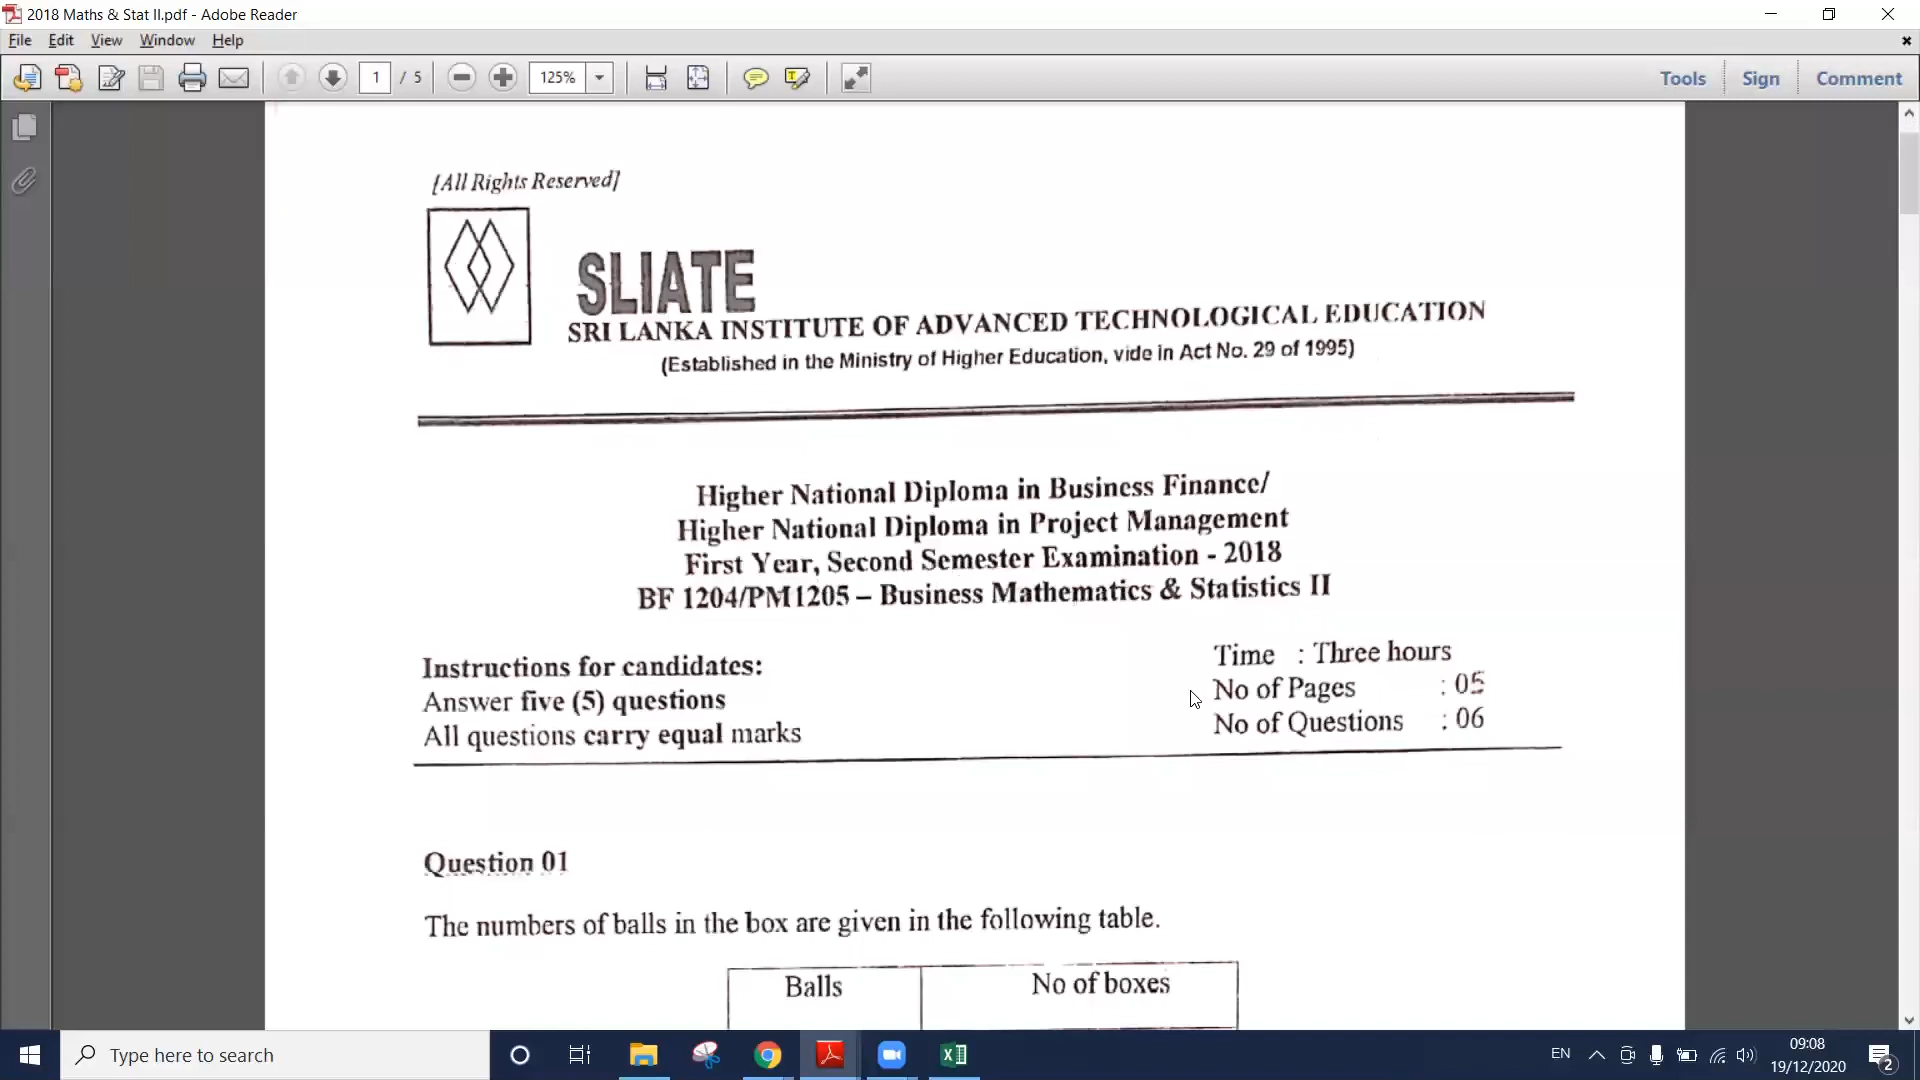 2018 Maths & Stat II.pdf - Adobe Reader
File Edit View Window Help
1 / 5 125% Tools Sign Comment
[All Rights Reserved]
SLIATE
SRI LANKA INSTITUTE OF ADVANCED TECHNOLOGICAL EDUCATION
(Established in the Ministry of Higher Education, vide in Act No. 29 of 1995)
Higher National Diploma in Business Finance/
Higher National Diploma in Project Management
First Year, Second Semester Examination - 2018
BF 1204/PM1205 – Business Mathematics & Statistics II
Instructions for candidates:
Answer five (5) questions
All questions carry equal marks
Time : Three hours
No of Pages : 05
No of Questions : 06
Question 01
The numbers of balls in the box are given in the following table.
Balls No of boxes
Type here to search
EN
09:08
19/12/2020
2